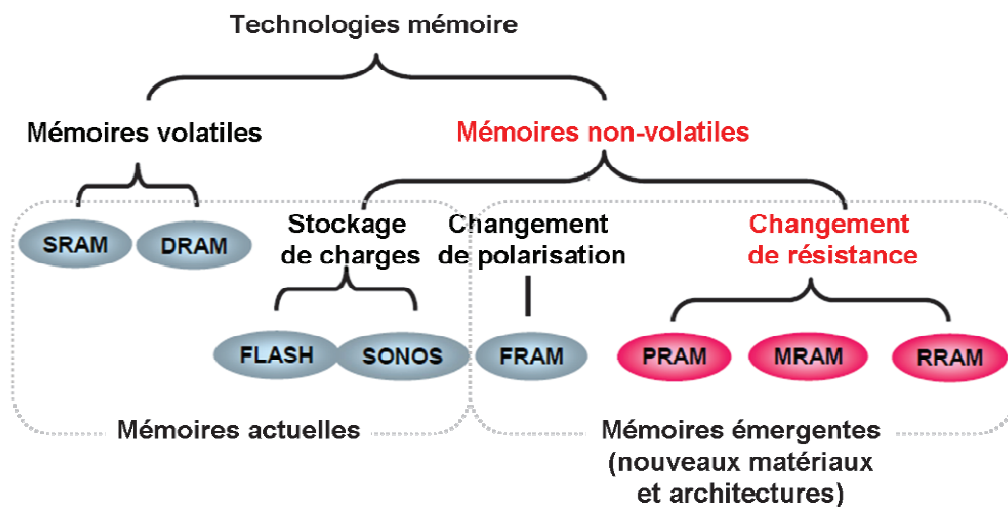 Technologies mémoire
Mémoires volatiles
Mémoires non-volatiles
SRAM
DRAM
Stockage
de charges
Changement
de polarisation
Changement
de résistance
FLASH
SONOS
FRAM
PRAM
MRAM
RRAM
Mémoires actuelles
Mémoires émergentes
(nouveaux matériaux
et architectures)